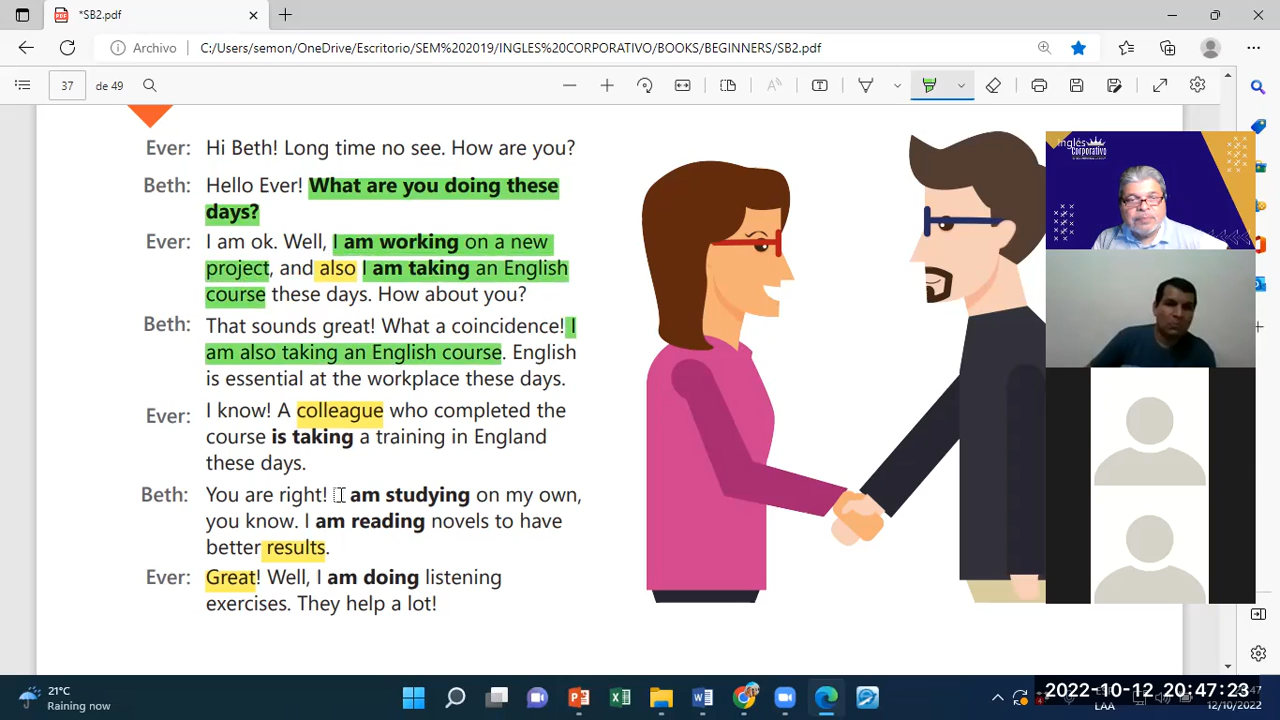 *SB2.pdf
Archivo
C:/Users/semon/OneDrive/Escritorio/SEM%202019/INGLES%20CORPORATIVO/BOOKS/BEGINNERS/SB2.pdf
37 de 49
Ever: Hi Beth! Long time no see. How are you?
Beth: Hello Ever! What are you doing these
days?
Ever: I am ok. Well, I am working on a new
project, and also I am taking an English
course these days. How about you?
Beth: That sounds great! What a coincidence! I
am also taking an English course. English
is essential at the workplace these days.
Ever: I know! A colleague who completed the
course is taking a training in England
these days.
Beth: You are right! I am studying on my own,
you know. I am reading novels to have
better results.
Ever: Great! Well, I am doing listening
exercises. They help a lot!
Inglés
Corporativo
21°C
Raining now
LAA
2022-10-12 20:47:23
12/10/2022